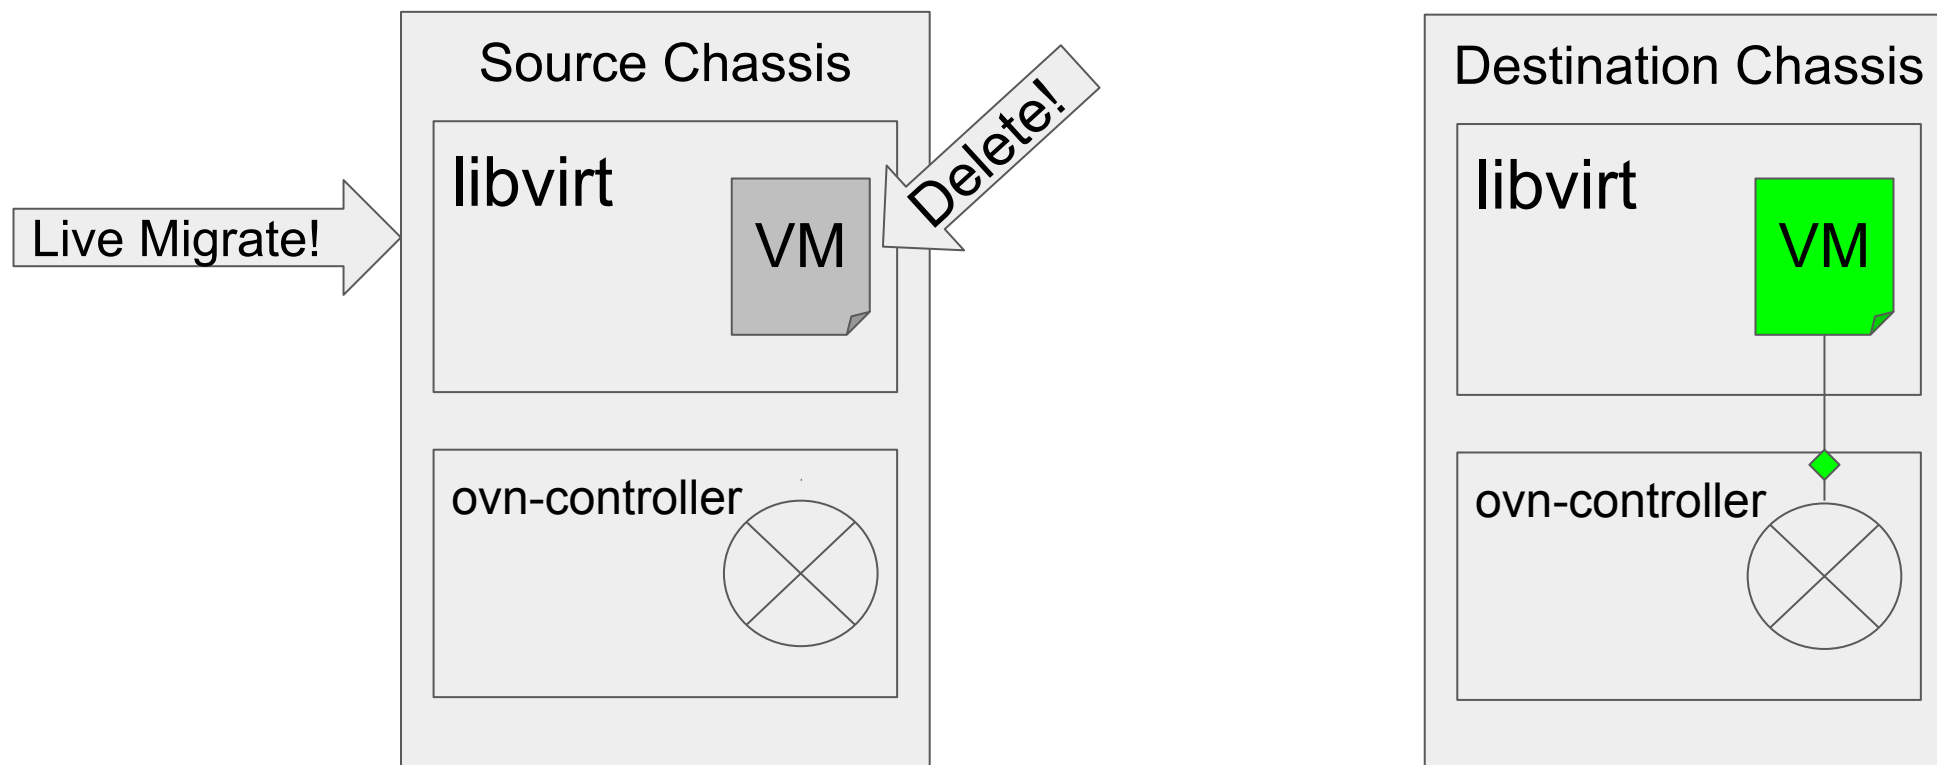 Live Migrate!
Source Chassis
libvirt
VM
Delete!
ovn-controller
Destination Chassis
libvirt
VM
ovn-controller